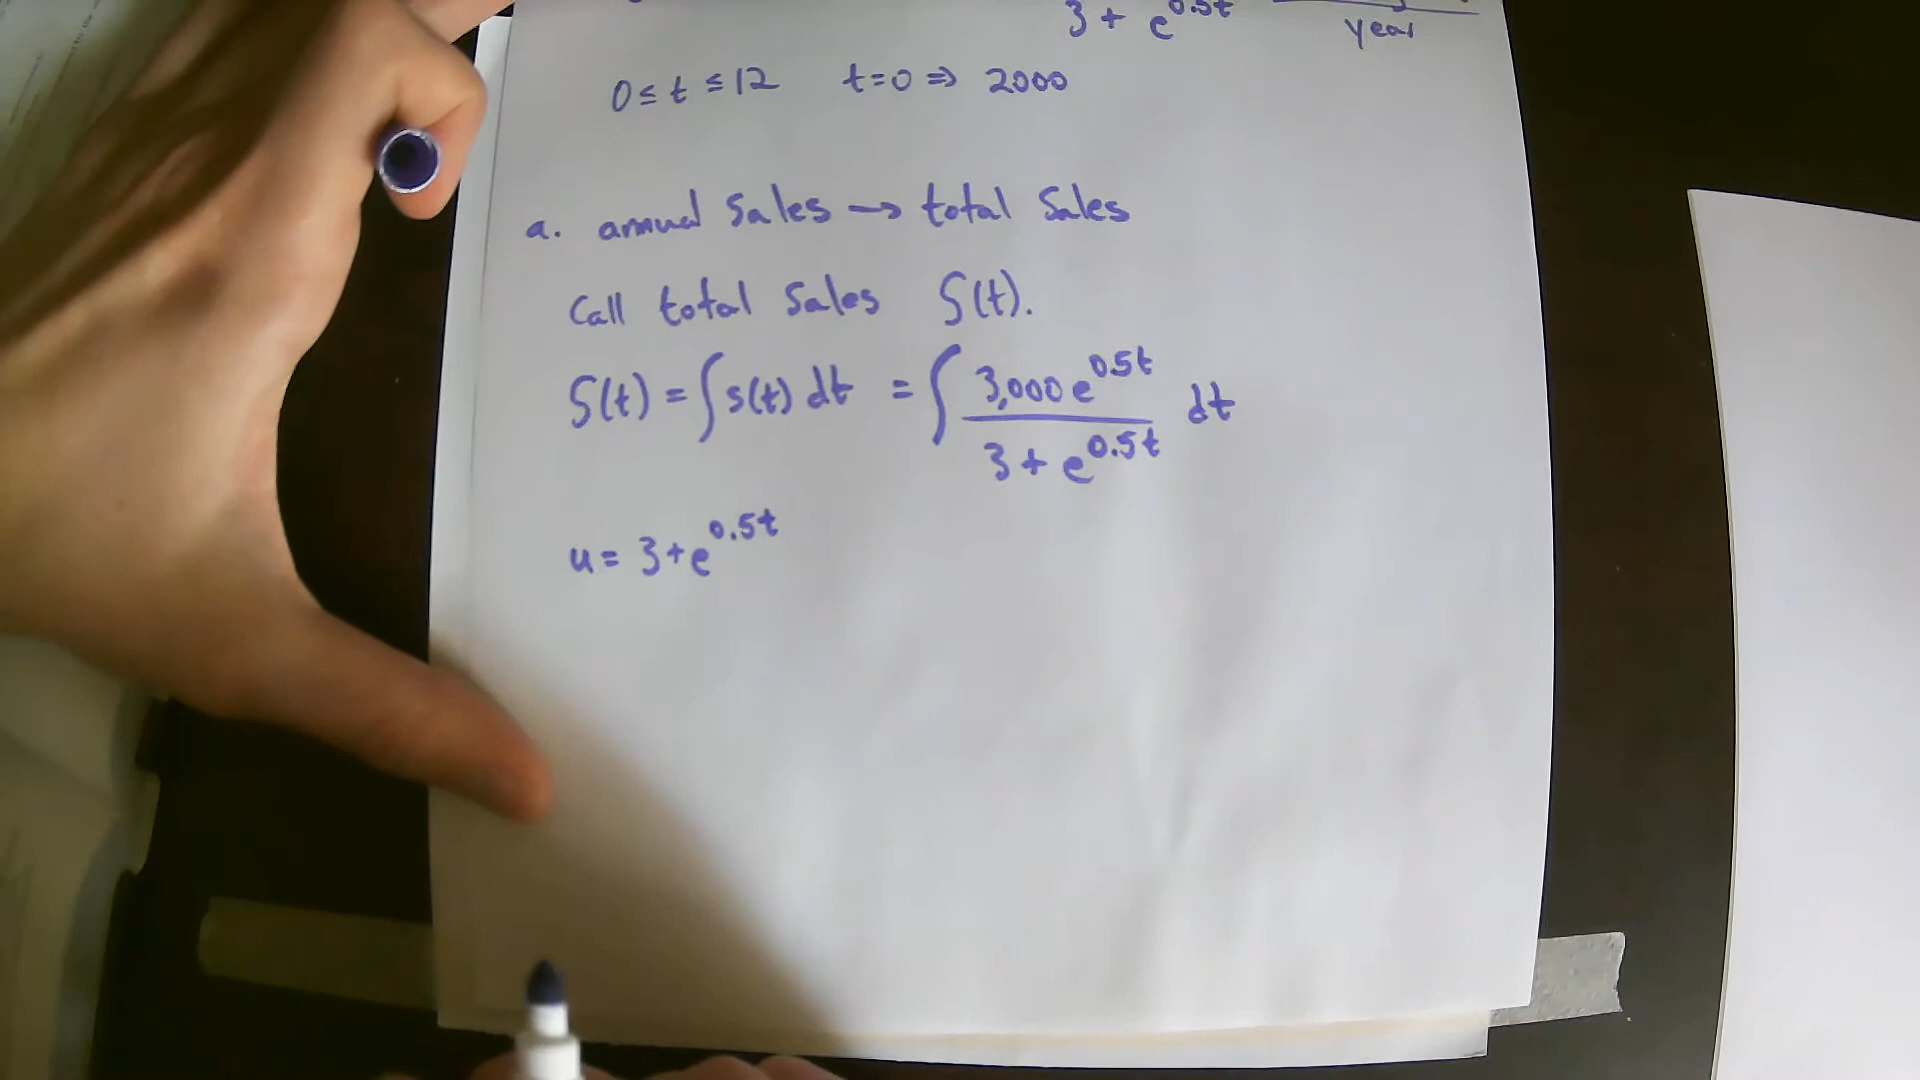 3 + e^0.5t year
0 ≤ t ≤ 12 t=0 ⇒ 2000
a. annual sales → total sales
Call total sales S(t).
S(t) = ∫ s(t) dt = ∫ 3,000 e^0.5t / 3 + e^0.5t dt
u = 3 + e^0.5t